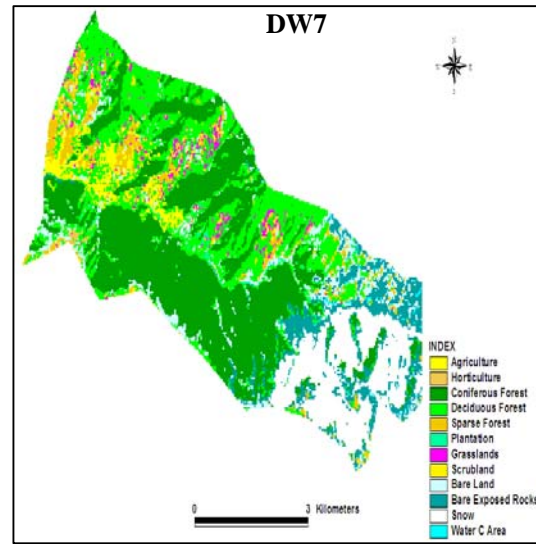 DW7
INDEX
Agriculture
Horticulture
Coniferous Forest
Deciduous Forest
Sparse Forest
Plantation
Grasslands
Scrubland
Bare Land
Bare Exposed Rocks
Snow
Water C Area
0 3 Kilometers